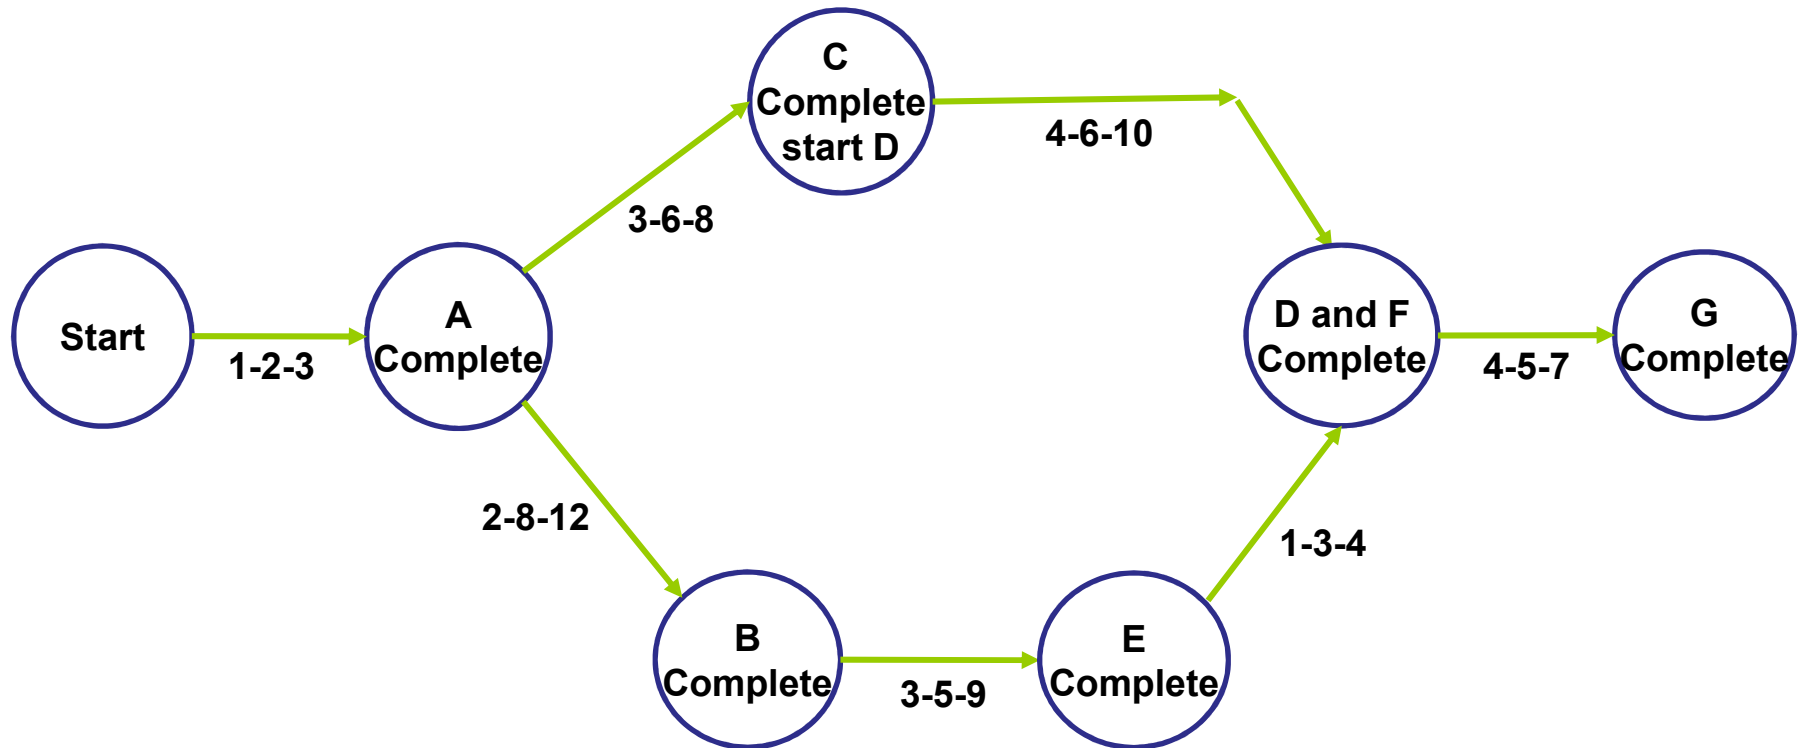 C
Complete
start D
4-6-10
3-6-8
Start
1-2-3
A
Complete
D and F
Complete
4-5-7
G
Complete
2-8-12
1-3-4
B
Complete
3-5-9
E
Complete